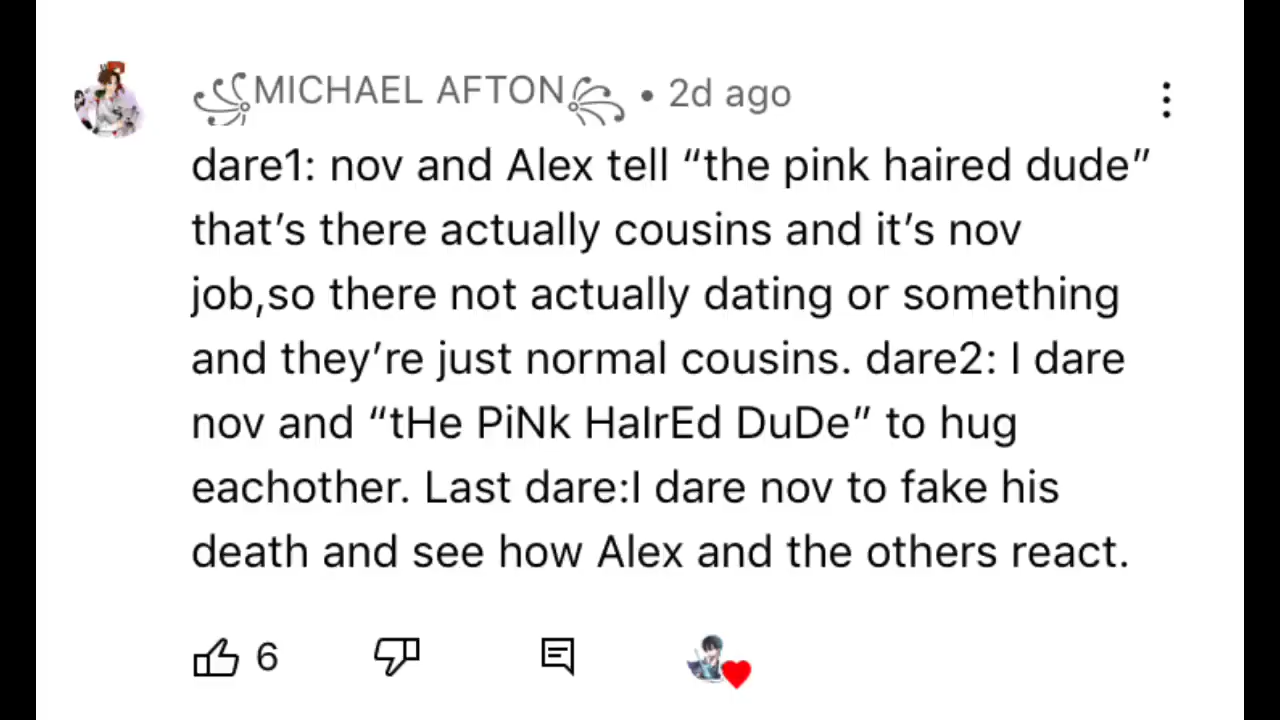 ꧁MICHAEL AFTON꧂ • 2d ago
dare1: nov and Alex tell “the pink haired dude”
that’s there actually cousins and it’s nov
job,so there not actually dating or something
and they’re just normal cousins. dare2: I dare
nov and “tHe PiNk HaIrEd DuDe” to hug
eachother. Last dare:I dare nov to fake his
death and see how Alex and the others react.
6